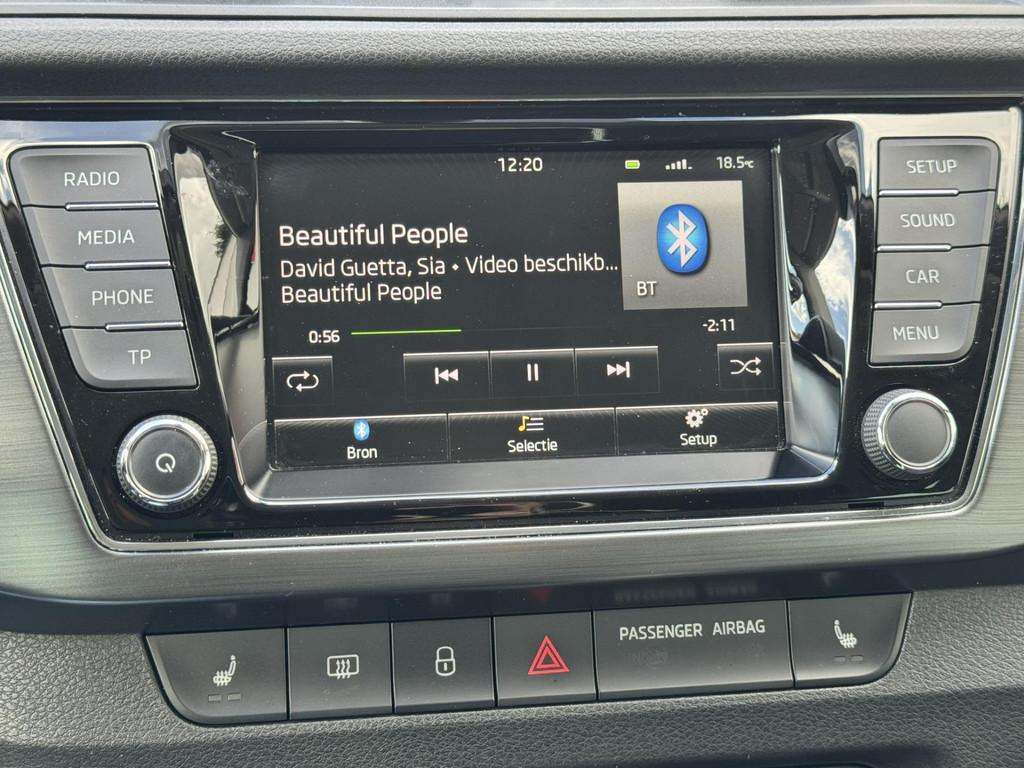 12:20
18.5°C
RADIO
MEDIA
PHONE
TP
SETUP
SOUND
CAR
MENU
Beautiful People
David Guetta, Sia • Video beschikb...
Beautiful People
BT
0:56
-2:11
Bron
Selectie
Setup
PASSENGER AIRBAG